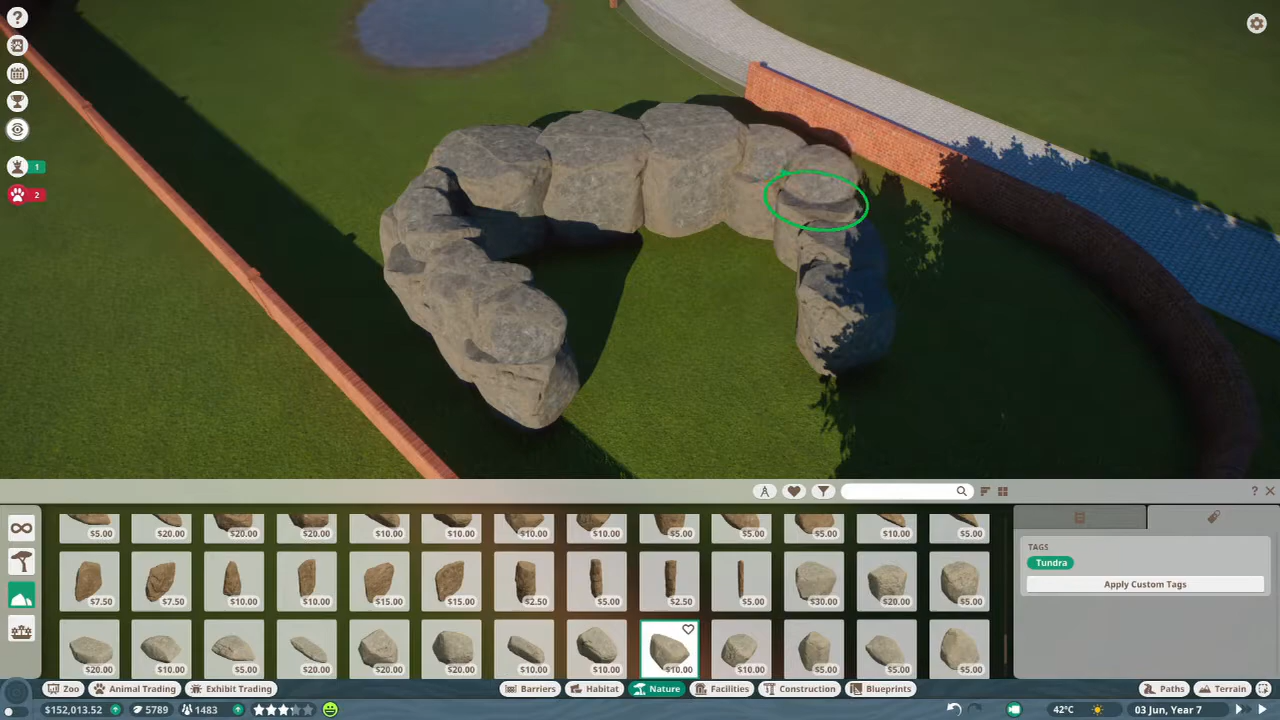 ?
1
2
? ×
$5.00 $20.00 $20.00 $20.00 $10.00 $10.00 $10.00 $10.00 $5.00 $5.00 $5.00 $10.00 $5.00
$7.50 $7.50 $10.00 $10.00 $15.00 $15.00 $2.50 $5.00 $2.50 $5.00 $30.00 $20.00 $5.00
$20.00 $10.00 $5.00 $20.00 $20.00 $20.00 $10.00 $10.00 $10.00 $10.00 $5.00 $5.00 $5.00
TAGS
Tundra
Apply Custom Tags
Zoo Animal Trading Exhibit Trading Barriers Habitat Nature Facilities Construction Blueprints Paths Terrain
$152,013.52 5789 1483 42°C 03 Jun, Year 7